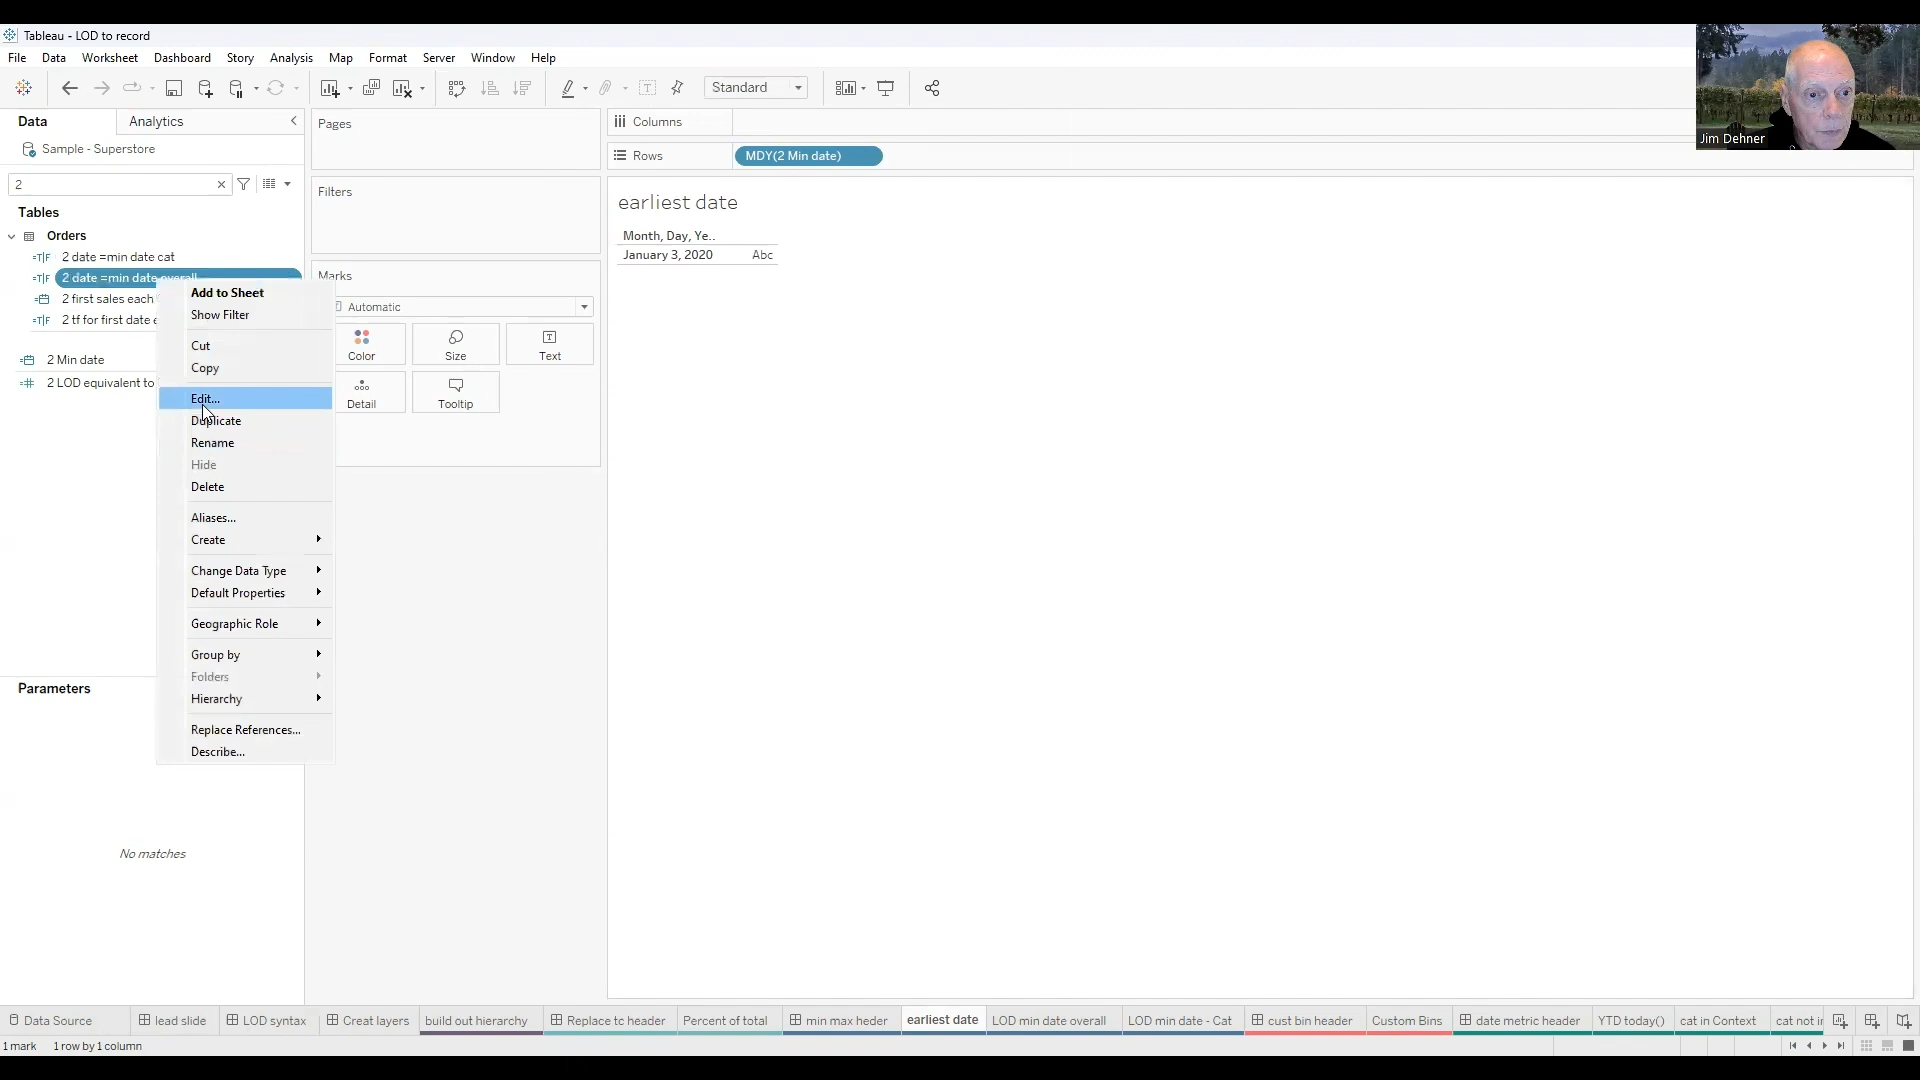 Tableau - LOD to record
File Data Worksheet Dashboard Story Analysis Map Format Server Window Help
Standard
Jim Dehner
Data Analytics
Pages
Columns
Sample - Superstore
Rows
MDY(2 Min date)
2
Filters
Tables
earliest date
Orders
Month, Day, Ye..
2 date =min date cat
January 3, 2020 Abc
2 date =min date overall
Marks
Add to Sheet
2 first sales each
Automatic
Show Filter
2 tf for first date e
Cut
Color Size Text
2 Min date
Copy
2 LOD equivalent to
Edit...
Detail Tooltip
Duplicate
Rename
Hide
Delete
Aliases...
Create
Change Data Type
Default Properties
Geographic Role
Group by
Folders
Parameters
Hierarchy
Replace References...
Describe...
No matches
Data Source lead slide LOD syntax Creat layers build out hierarchy Replace tc header Percent of total min max heder earliest date LOD min date overall LOD min date - Cat cust bin header Custom Bins date metric header YTD today() cat in Context cat not i
1 mark 1 row by 1 column